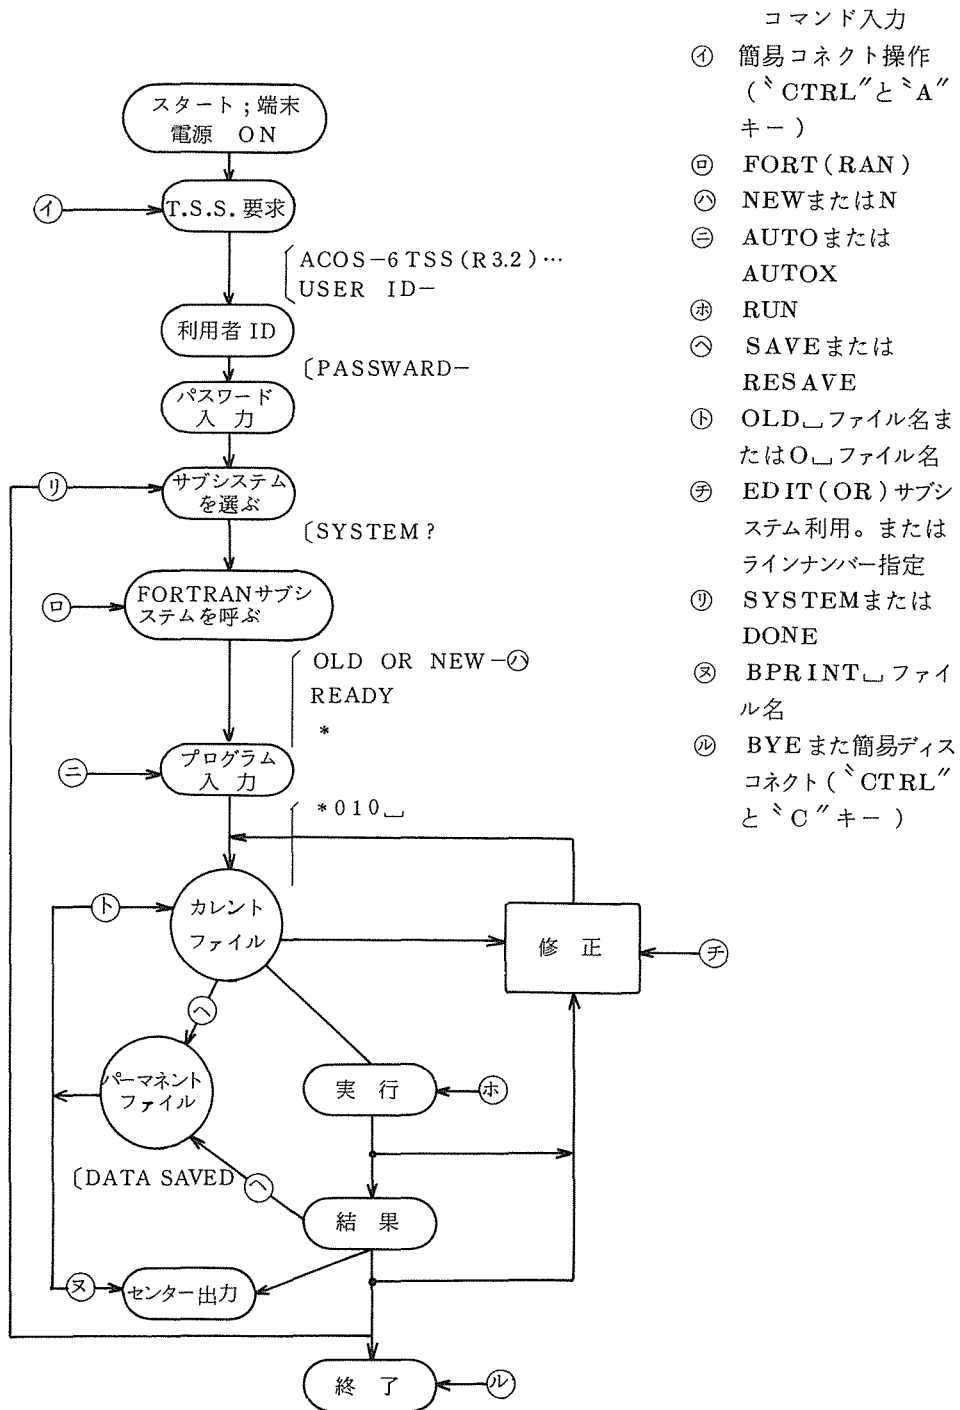 スタート；端末
電源 ON
㋑
T.S.S.要求
ACOS-6 TSS(R3.2)…
USER ID-
利用者 ID
〔PASSWARD-
パスワード
入 力
㋷
サブシステム
を選ぶ
〔SYSTEM？
㋺
FORTRANサブシ
ステムを呼ぶ
OLD OR NEW-㋩
READY
*
㋥
プログラム
入 力
*010␣
㋣
カレント
ファイル
修 正
㋠
㋬
パーマネント
ファイル
実 行
㋭
〔DATA SAVED
㋬
結 果
㋦
センター出力
終 了
㋸
コマンド入力
㋑ 簡易コネクト操作
（〝CTRL〞と〝A〞
キー）
㋺ FORT(RAN)
㋩ NEWまたはN
㋥ AUTOまたは
AUTOX
㋭ RUN
㋬ SAVEまたは
RESAVE
㋣ OLD␣ファイル名ま
たはO␣ファイル名
㋠ EDIT(OR)サブシ
ステム利用。または
ラインナンバー指定
㋷ SYSTEMまたは
DONE
㋦ BPRINT␣ファイ
ル名
㋸ BYEまた簡易ディス
コネクト（〝CTRL〞
と〝C〞キー）